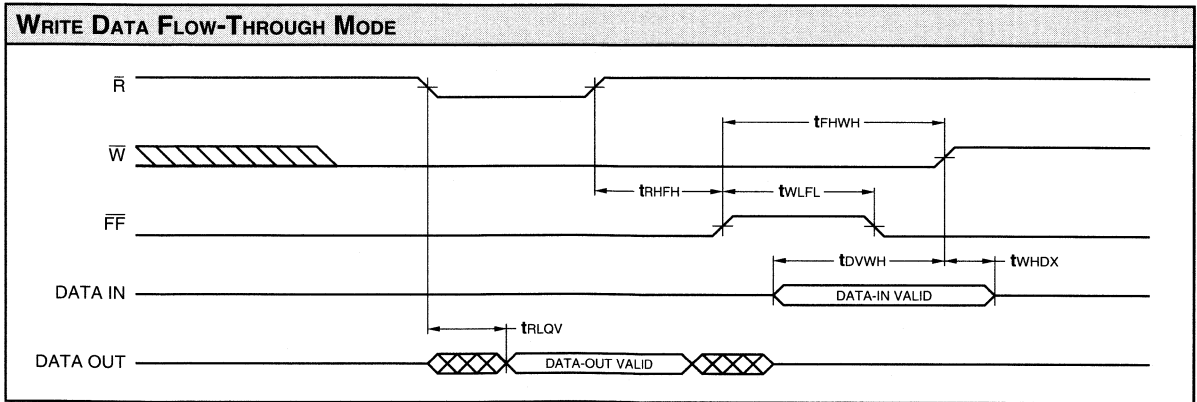 WRITE DATA FLOW-THROUGH MODE
R̅
tFHWH
W̅
tRHFH
tWLFL
F̅F̅
tDVWH
tWHDX
DATA IN
DATA-IN VALID
tRLQV
DATA OUT
DATA-OUT VALID